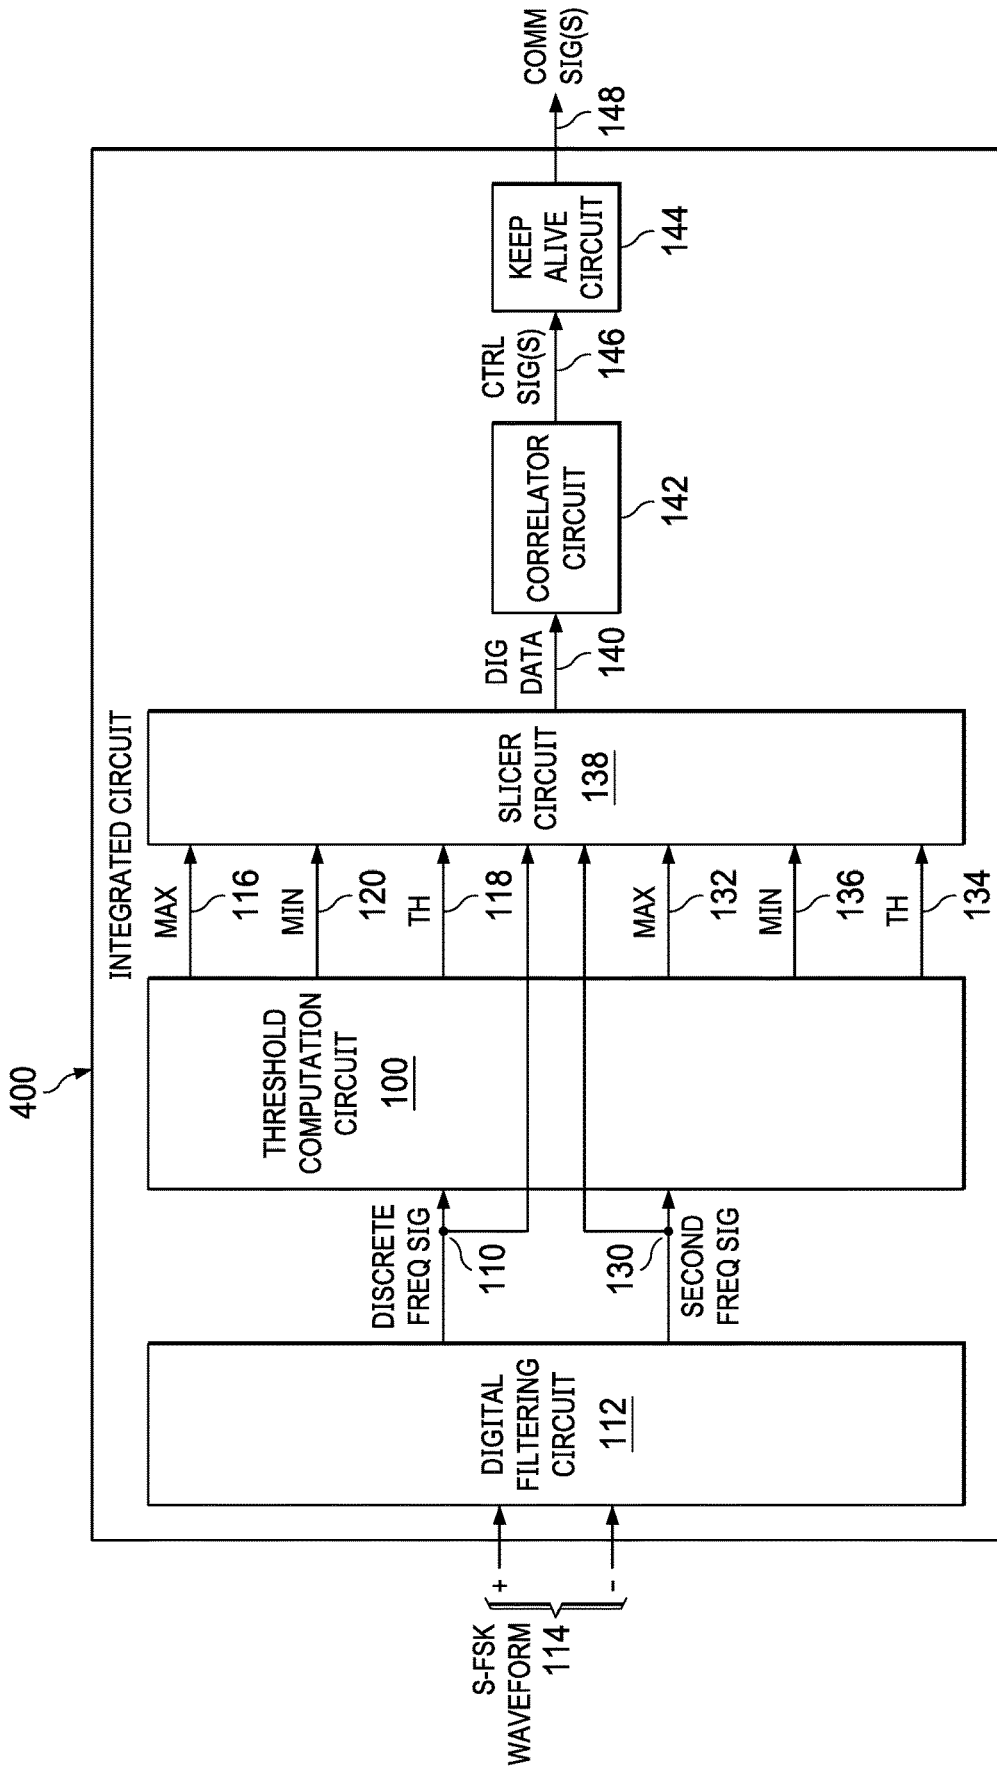 400
INTEGRATED CIRCUIT
S-FSK
WAVEFORM
114
+
-
DIGITAL
FILTERING
CIRCUIT
112
DISCRETE
FREQ SIG
110
130
SECOND
FREQ SIG
THRESHOLD
COMPUTATION
CIRCUIT
100
MAX
116
MIN
120
TH
118
MAX
132
MIN
136
TH
134
SLICER
CIRCUIT
138
DIG
DATA
140
CORRELATOR
CIRCUIT
142
CTRL
SIG(S)
146
KEEP
ALIVE
CIRCUIT
144
COMM
SIG(S)
148